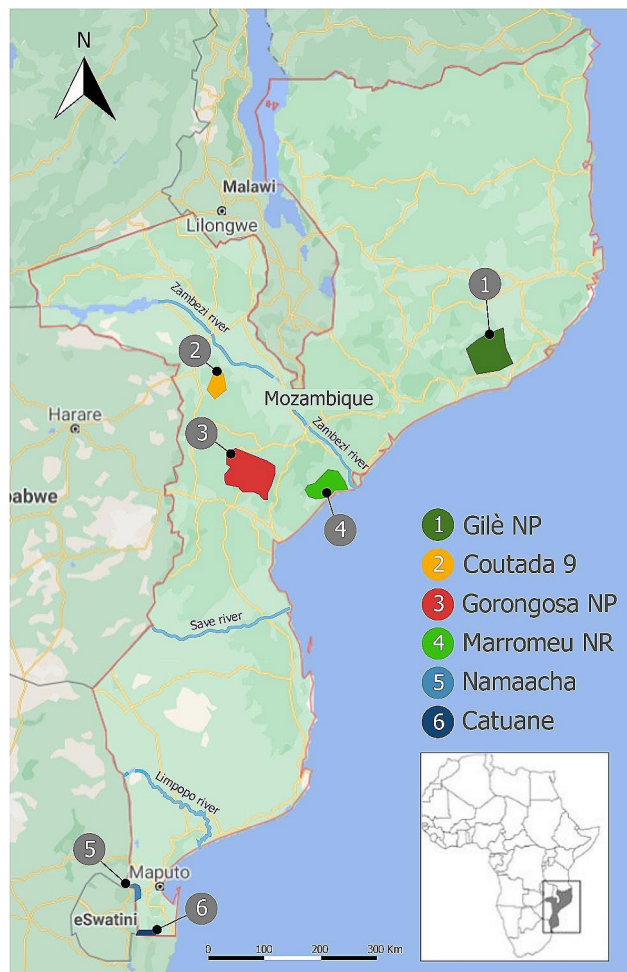 N
Malawi
Lilongwe
1
Zambezi river
2
Mozambique
Harare
3
Zambezi river
abwe
4
1 Gilè NP
2 Coutada 9
3 Gorongosa NP
4 Marromeu NR
5 Namaacha
6 Catuane
Save river
Limpopo river
5
Maputo
eSwatini
6
0 100 200 300 Km